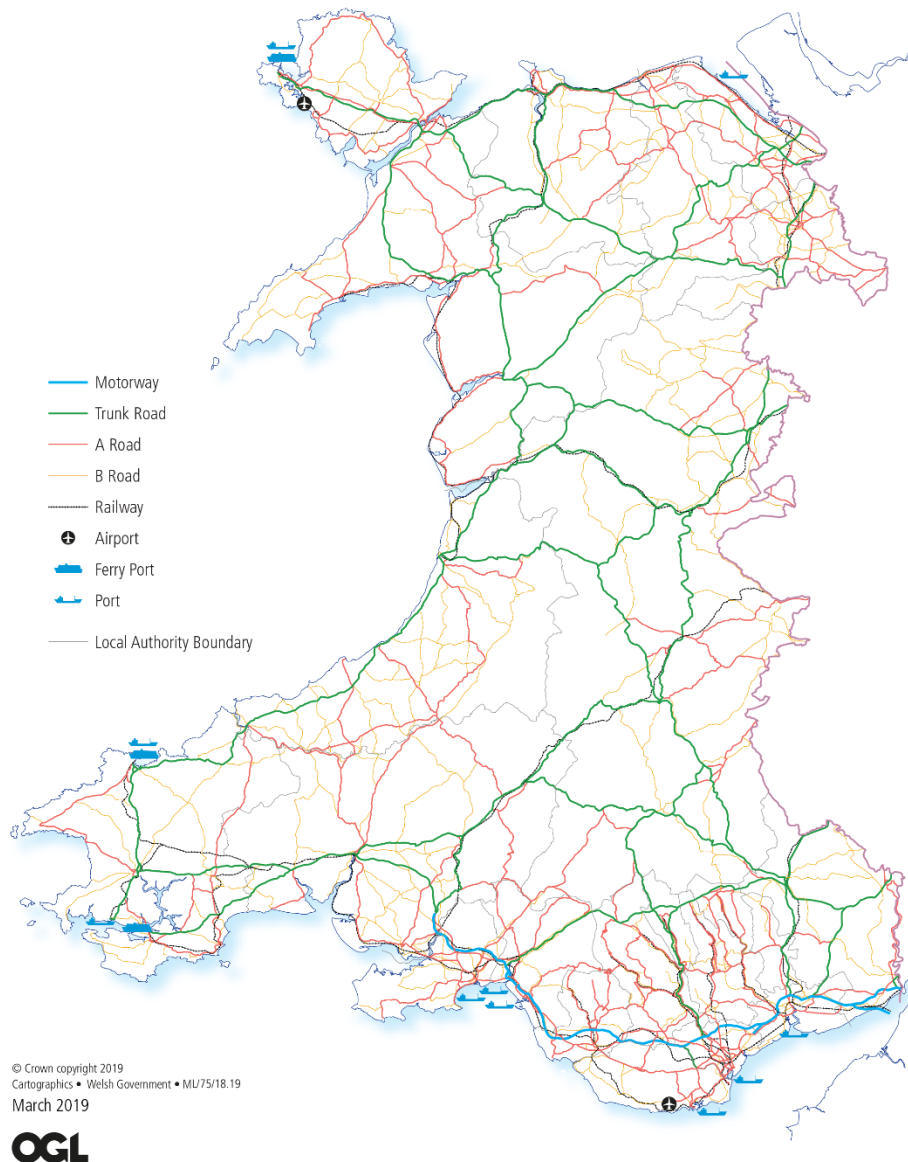 Motorway
Trunk Road
A Road
B Road
Railway
Airport
Ferry Port
Port
Local Authority Boundary
© Crown copyright 2019
Cartographics • Welsh Government • MU/75/18.19
March 2019
OGL